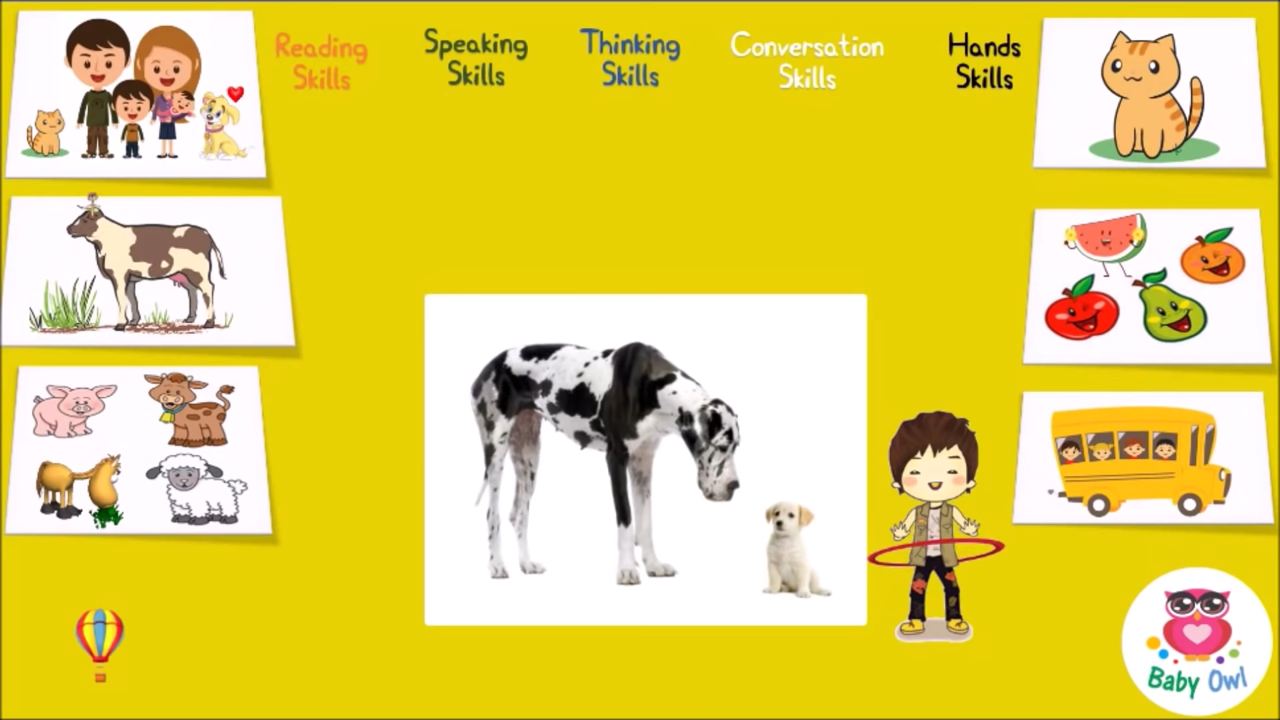 Reading
Skills
Speaking
Skills
Thinking
Skills
Conversation
Skills
Hands
Skills
Baby Owl